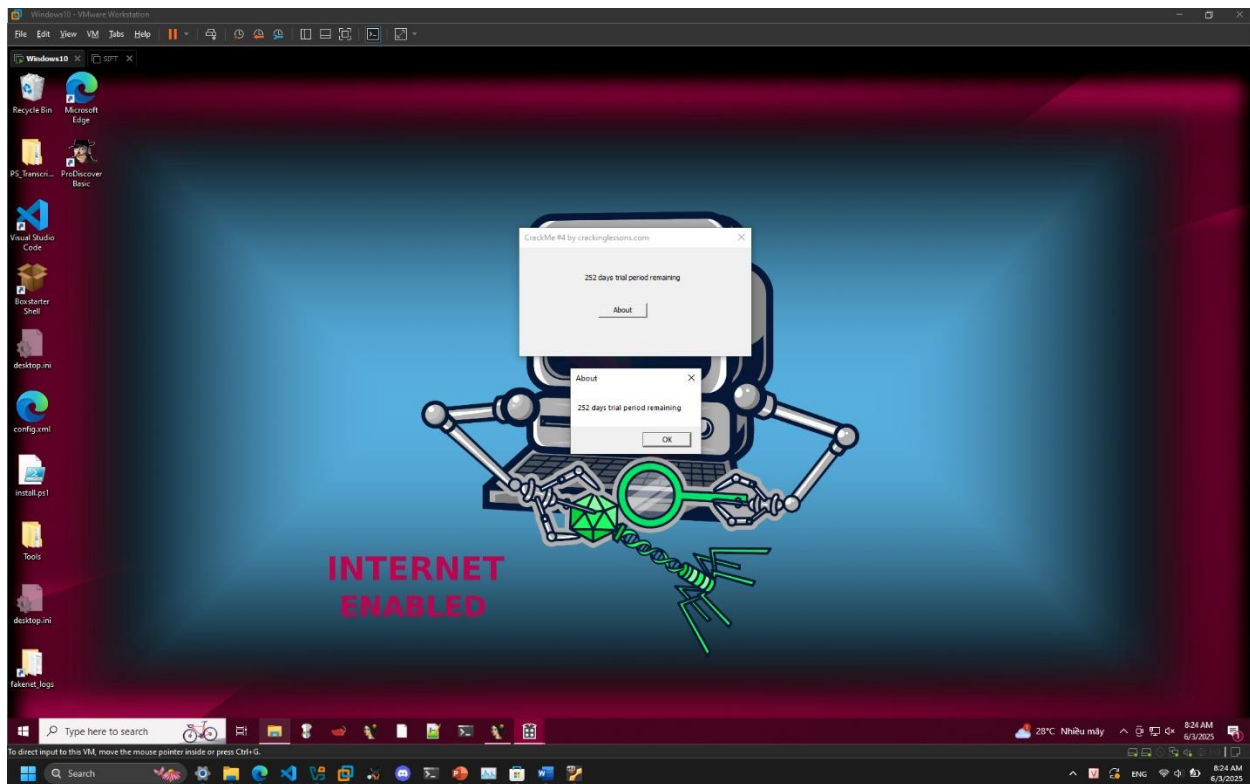 Windows10 - VMware Workstation
File Edit View VM Tabs Help
Windows10 SIFT
Recycle Bin
Microsoft Edge
PS_Transcri...
ProDiscover Basic
Visual Studio Code
Boxstarter Shell
desktop.ini
config.xml
install.ps1
Tools
desktop.ini
fakenet_logs
CrackMe #4 by crackinglessons.com
252 days trial period remaining
About
About
252 days trial period remaining
OK
INTERNET
ENABLED
Type here to search
28°C Nhiều mây
8:24 AM
6/3/2025
To direct input to this VM, move the mouse pointer inside or press Ctrl+G.
Search
ENG
8:24 AM
6/3/2025